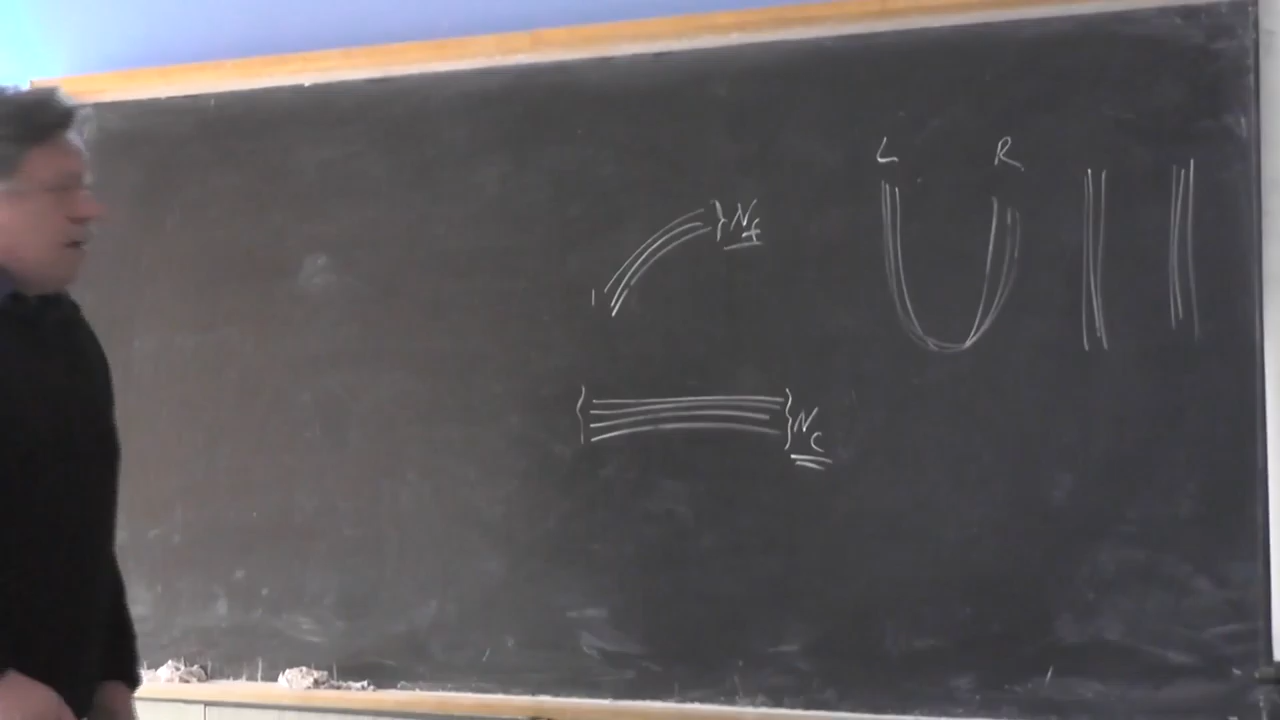 L R
} N_f
{ } N_c